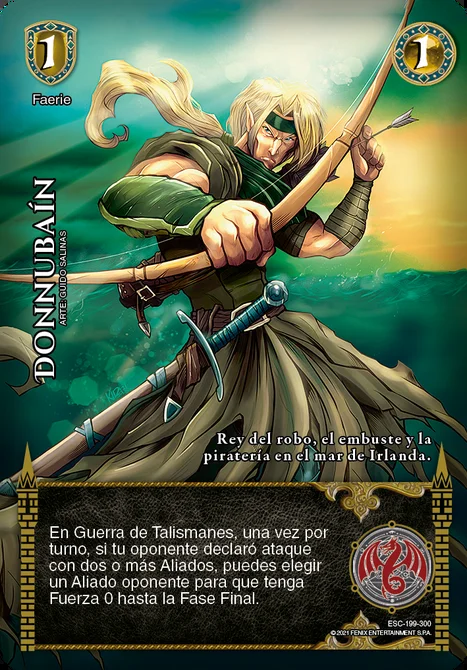 1
1
Faerie
DONNUBAÍN
ARTE: GUIDO SALINAS
Rey del robo, el embuste y la
piratería en el mar de Irlanda.
En Guerra de Talismanes, una vez por
turno, si tu oponente declaró ataque
con dos o más Aliados, puedes elegir
un Aliado oponente para que tenga
Fuerza 0 hasta la Fase Final.
ESC-199-300
©2021 FENIX ENTERTAINMENT S.P.A.